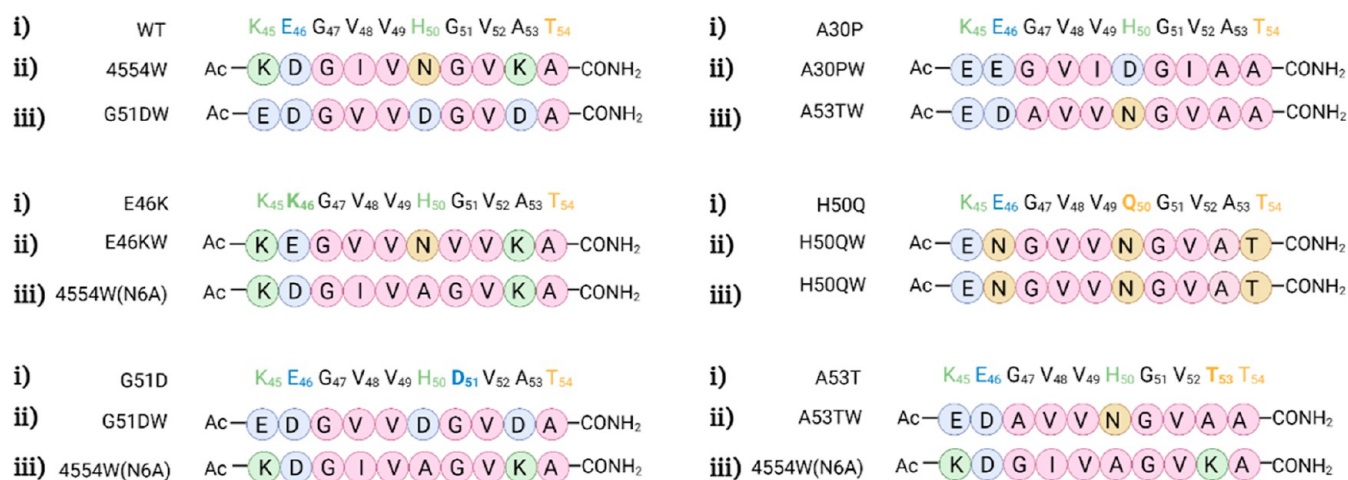 i) WT K45 E46 G47 V48 V49 H50 G51 V52 A53 T54
ii) 4554W Ac K D G I V N G V K A CONH2
iii) G51DW Ac E D G V V D G V D A CONH2
i) A30P K45 E46 G47 V48 V49 H50 G51 V52 A53 T54
ii) A30PW Ac E E G V I D G I A A CONH2
iii) A53TW Ac E D A V V N G V A A CONH2
i) E46K K45 K46 G47 V48 V49 H50 G51 V52 A53 T54
ii) E46KW Ac K E G V V N V V K A CONH2
iii) 4554W(N6A) Ac K D G I V A G V K A CONH2
i) H50Q K45 E46 G47 V48 V49 Q50 G51 V52 A53 T54
ii) H50QW Ac E N G V V N G V A T CONH2
iii) H50QW Ac E N G V V N G V A T CONH2
i) G51D K45 E46 G47 V48 V49 H50 D51 V52 A53 T54
ii) G51DW Ac E D G V V D G V D A CONH2
iii) 4554W(N6A) Ac K D G I V A G V K A CONH2
i) A53T K45 E46 G47 V48 V49 H50 G51 V52 T53 T54
ii) A53TW Ac E D A V V N G V A A CONH2
iii) 4554W(N6A) Ac K D G I V A G V K A CONH2